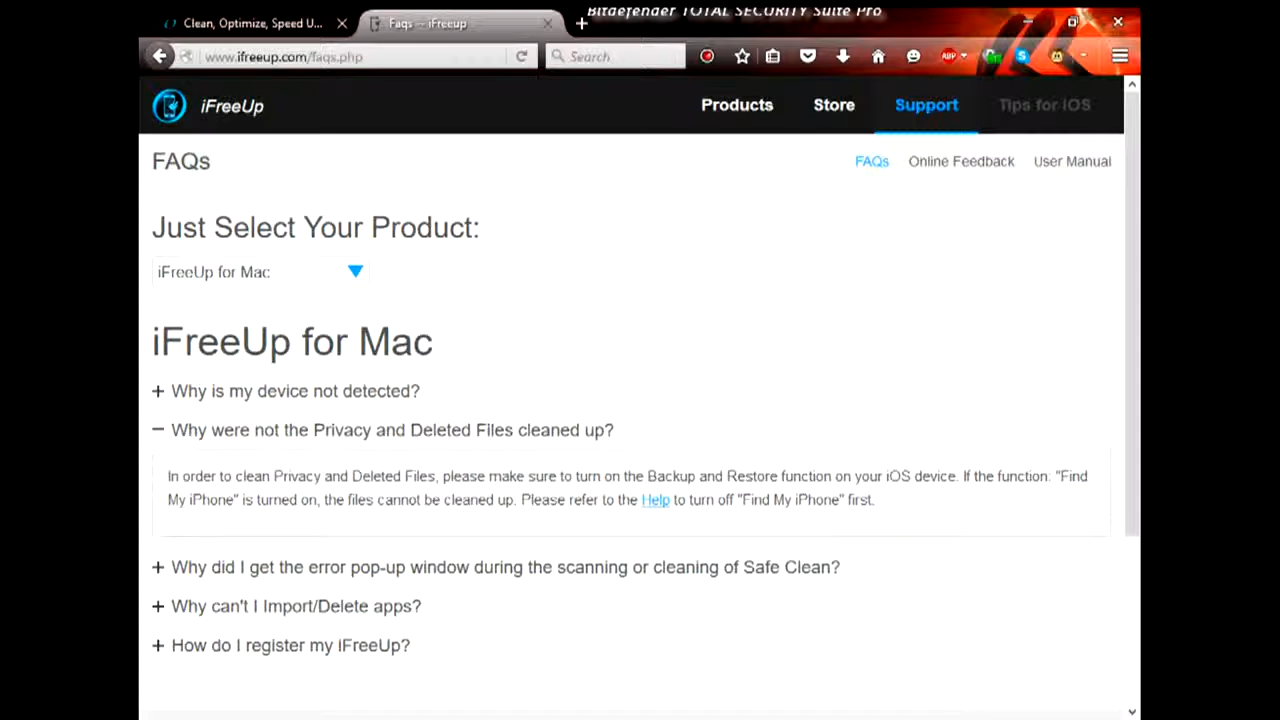 Bitdefender TOTAL SECURITY Suite Pro
Clean, Optimize, Speed U...
Faqs -- iFreeup
www.ifreeup.com/faqs.php
Search
ABP
iFreeUp
Products
Store
Support
Tips for iOS
FAQs
FAQs
Online Feedback
User Manual
Just Select Your Product:
iFreeUp for Mac
iFreeUp for Mac
+ Why is my device not detected?
− Why were not the Privacy and Deleted Files cleaned up?
In order to clean Privacy and Deleted Files, please make sure to turn on the Backup and Restore function on your iOS device. If the function: "Find
My iPhone" is turned on, the files cannot be cleaned up. Please refer to the Help to turn off "Find My iPhone" first.
+ Why did I get the error pop-up window during the scanning or cleaning of Safe Clean?
+ Why can't I Import/Delete apps?
+ How do I register my iFreeUp?